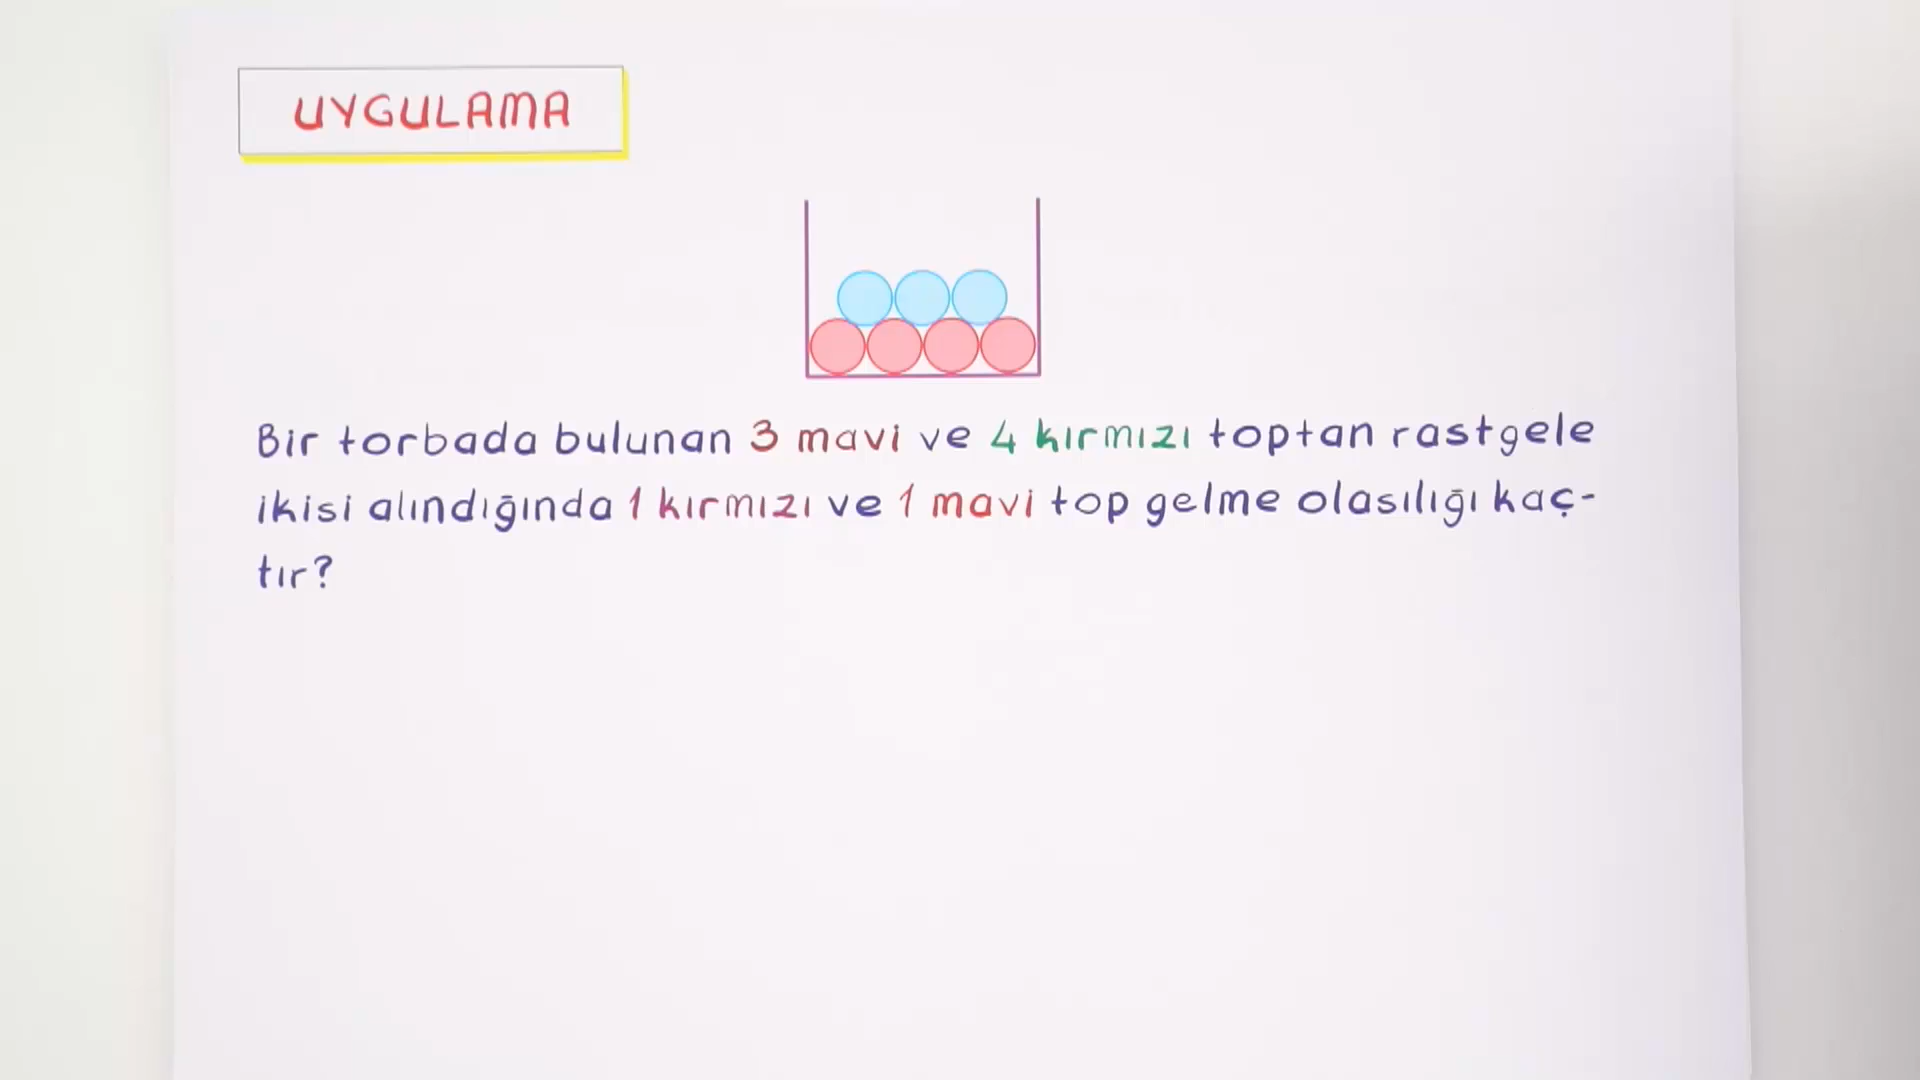 UYGULAMA
Bir torbada bulunan 3 mavi ve 4 kırmızı toptan rastgele
ikisi alındığında 1 kırmızı ve 1 mavi top gelme olasılığı kaç-
tır?